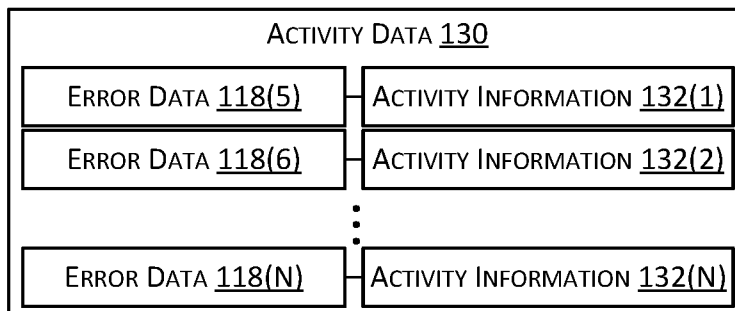 ACTIVITY DATA 130
ERROR DATA 118(5) ACTIVITY INFORMATION 132(1)
ERROR DATA 118(6) ACTIVITY INFORMATION 132(2)
ERROR DATA 118(N) ACTIVITY INFORMATION 132(N)